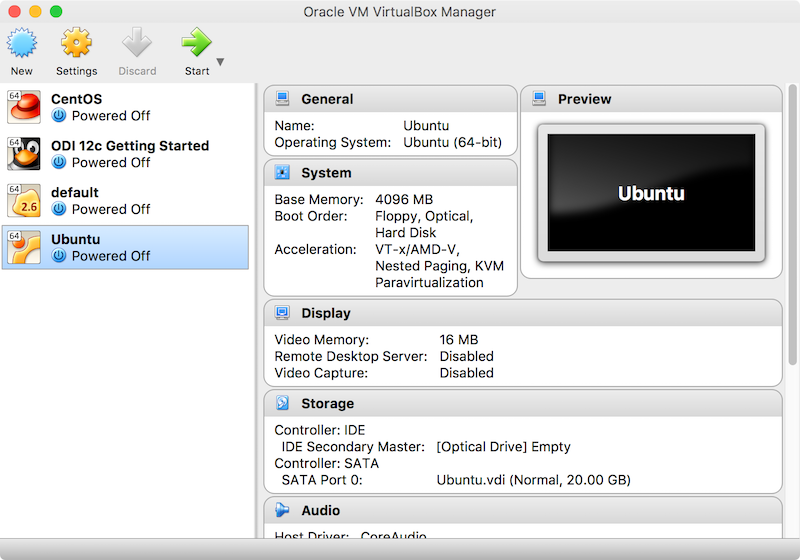 Oracle VM VirtualBox Manager
New Settings Discard Start
64 CentOS
Powered Off
64 ODI 12c Getting Started
Powered Off
64 default
2.6 Powered Off
64 Ubuntu
Powered Off
General
Name: Ubuntu
Operating System: Ubuntu (64-bit)
System
Base Memory: 4096 MB
Boot Order: Floppy, Optical,
Hard Disk
Acceleration: VT-x/AMD-V,
Nested Paging, KVM
Paravirtualization
Preview
Ubuntu
Display
Video Memory: 16 MB
Remote Desktop Server: Disabled
Video Capture: Disabled
Storage
Controller: IDE
IDE Secondary Master: [Optical Drive] Empty
Controller: SATA
SATA Port 0: Ubuntu.vdi (Normal, 20.00 GB)
Audio
Host Driver: CoreAudio